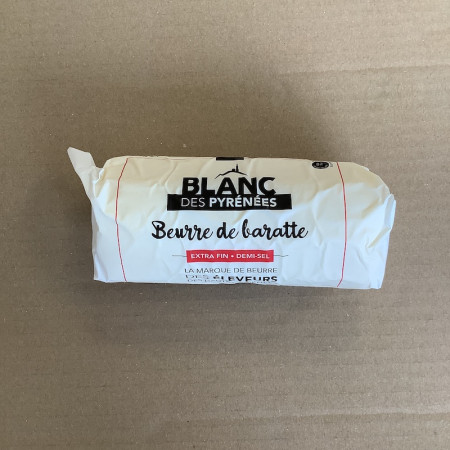 BLANC
DES PYRÉNÉES
Beurre de baratte
EXTRA FIN • DEMI-SEL
LA MARQUE DE BEURRE
DES ÉLEVEURS